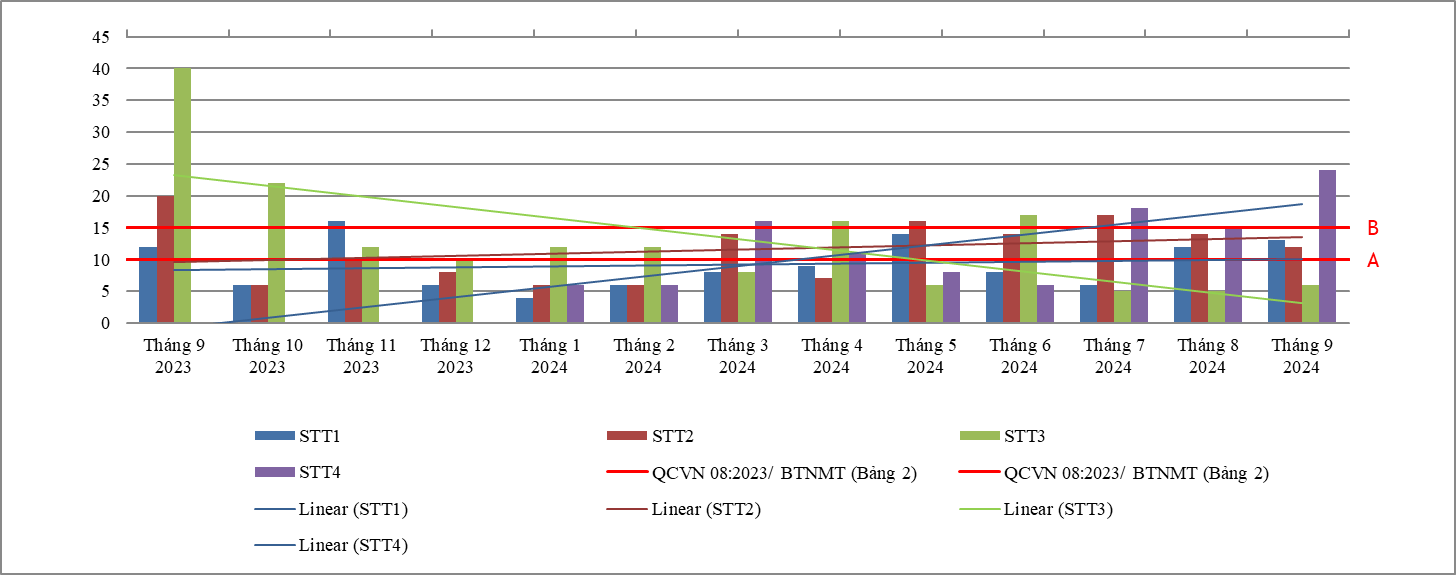 45
40
35
30
25
20
15
B
10
A
5
0
Tháng 9 Tháng 10 Tháng 11 Tháng 12 Tháng 1 Tháng 2 Tháng 3 Tháng 4 Tháng 5 Tháng 6 Tháng 7 Tháng 8 Tháng 9
2023 2023 2023 2023 2024 2024 2024 2024 2024 2024 2024 2024 2024
STT1 STT2 STT3
STT4 QCVN 08:2023/ BTNMT (Bảng 2) QCVN 08:2023/ BTNMT (Bảng 2)
Linear (STT1) Linear (STT2) Linear (STT3)
Linear (STT4)